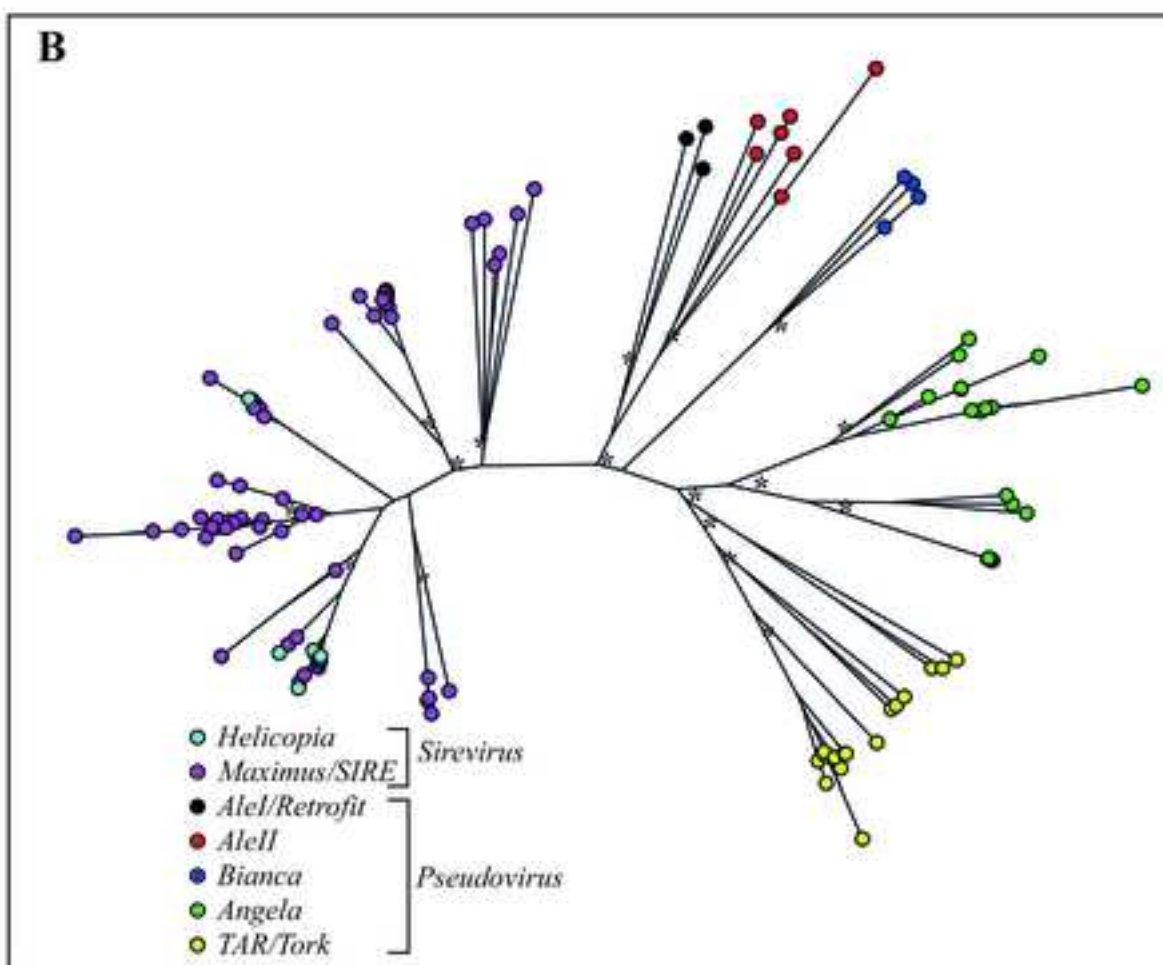 B
Helicopia
Maximus/SIRE
Sirevirus
AleI/Retrofit
AleII
Bianca
Angela
TAR/Tork
Pseudovirus